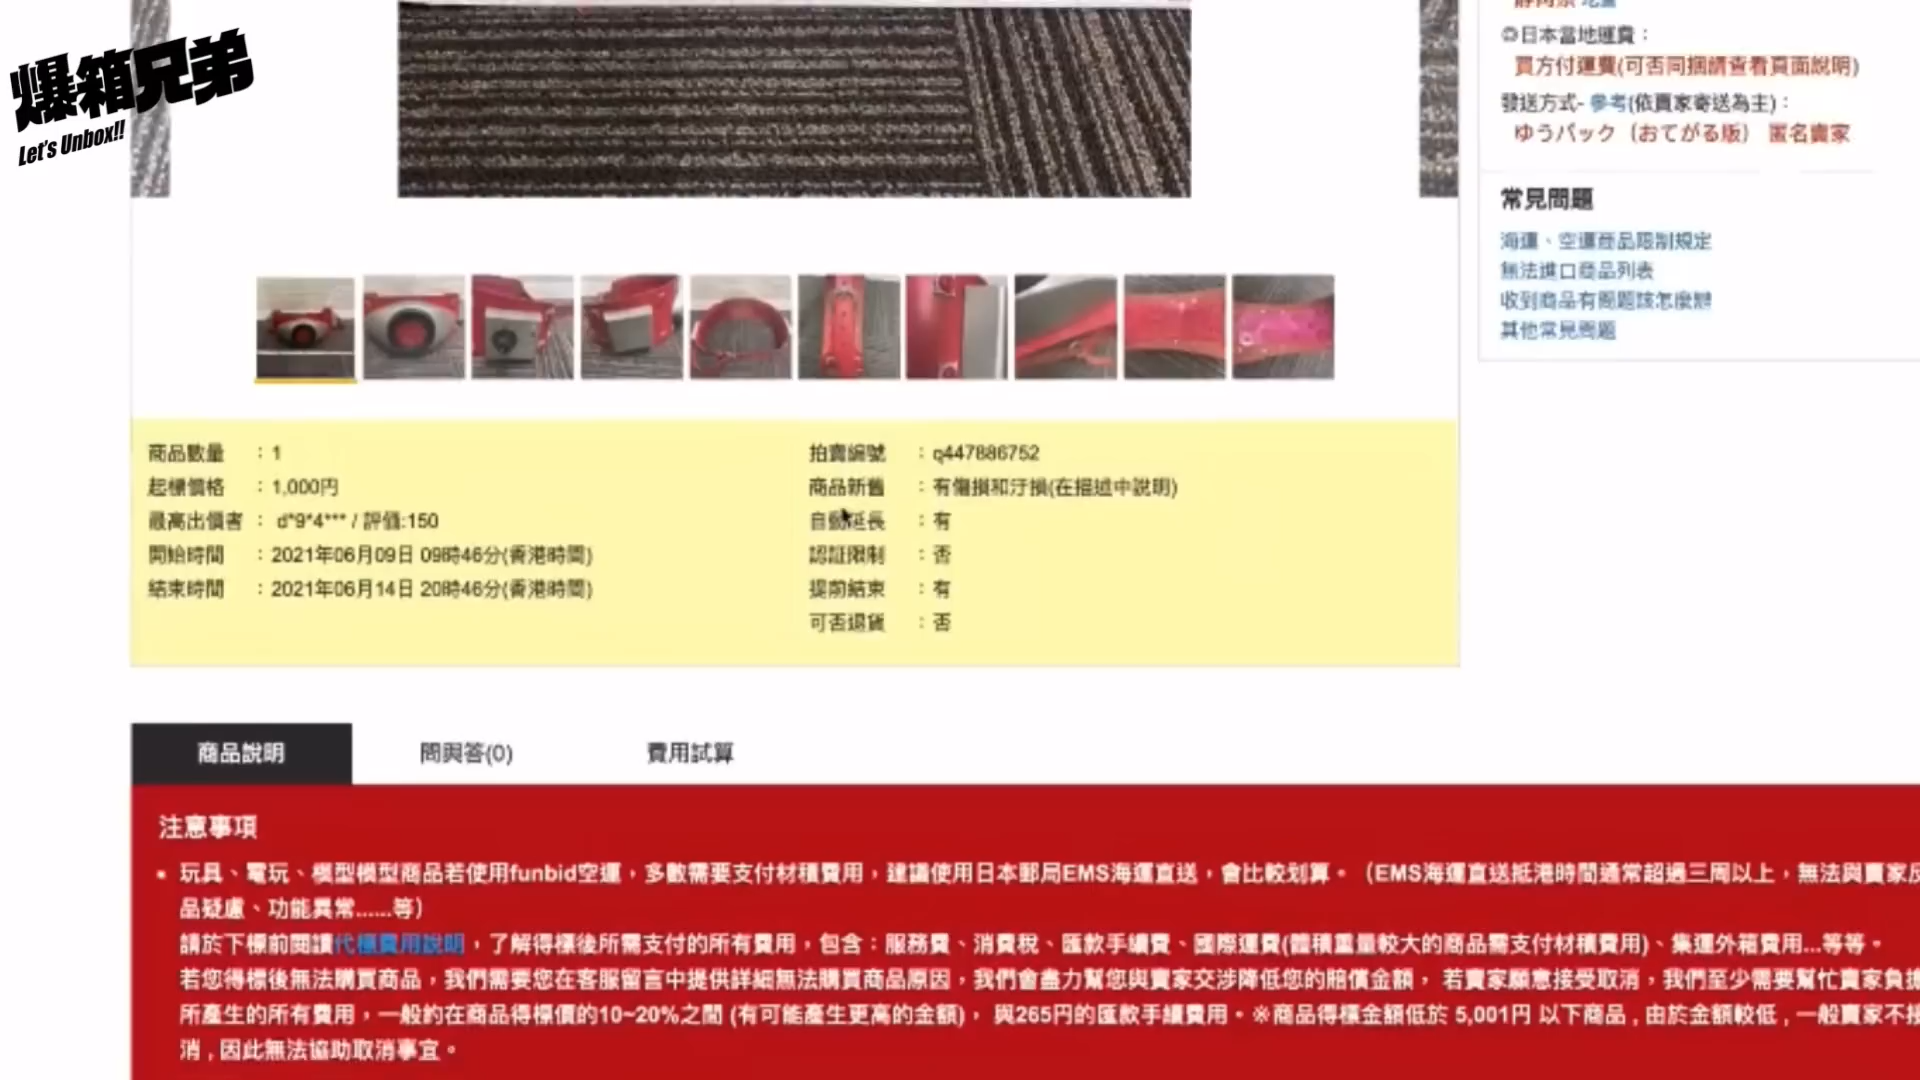 爆箱兄弟
Let's Unbox!!
◎日本當地運費：
買方付運費(可否同捆請查看頁面說明)
發送方式- 參考(依賣家寄送為主)：
ゆうパック（おてがる版） 匿名賣家
常見問題
海運、空運商品限制規定
無法進口商品列表
收到商品有問題該怎麼辦
其他常見問題
商品數量 ：1
起標價格 ：1,000円
最高出價者 ： d*9*4*** / 評價:150
開始時間 ：2021年06月09日 09時46分(香港時間)
結束時間 ：2021年06月14日 20時46分(香港時間)
拍賣編號 ：q447886752
商品新舊 ：有傷損和汙損(在描述中說明)
自動延長 ：有
認証限制 ：否
提前結束 ：有
可否退貨 ：否
商品說明
問與答(0)
費用試算
注意事項
玩具、電玩、模型模型商品若使用funbid空運，多數需要支付材積費用，建議使用日本郵局EMS海運直送，會比較划算。（EMS海運直送抵港時間通常超過三周以上，無法與賣家反
品疑慮、功能異常......等）
請於下標前閱讀代標費用說明，了解得標後所需支付的所有費用，包含：服務費、消費稅、匯款手續費、國際運費(體積重量較大的商品需支付材積費用)、集運外箱費用...等等。
若您得標後無法購買商品，我們需要您在客服留言中提供詳細無法購買商品原因，我們會盡力幫您與賣家交涉降低您的賠償金額， 若賣家願意接受取消，我們至少需要幫忙賣家負擔
所產生的所有費用，一般約在商品得標價的10~20%之間 (有可能產生更高的金額)， 與265円的匯款手續費用。※商品得標金額低於 5,001円 以下商品 , 由於金額較低 , 一般賣家不接
消 , 因此無法協助取消事宜。